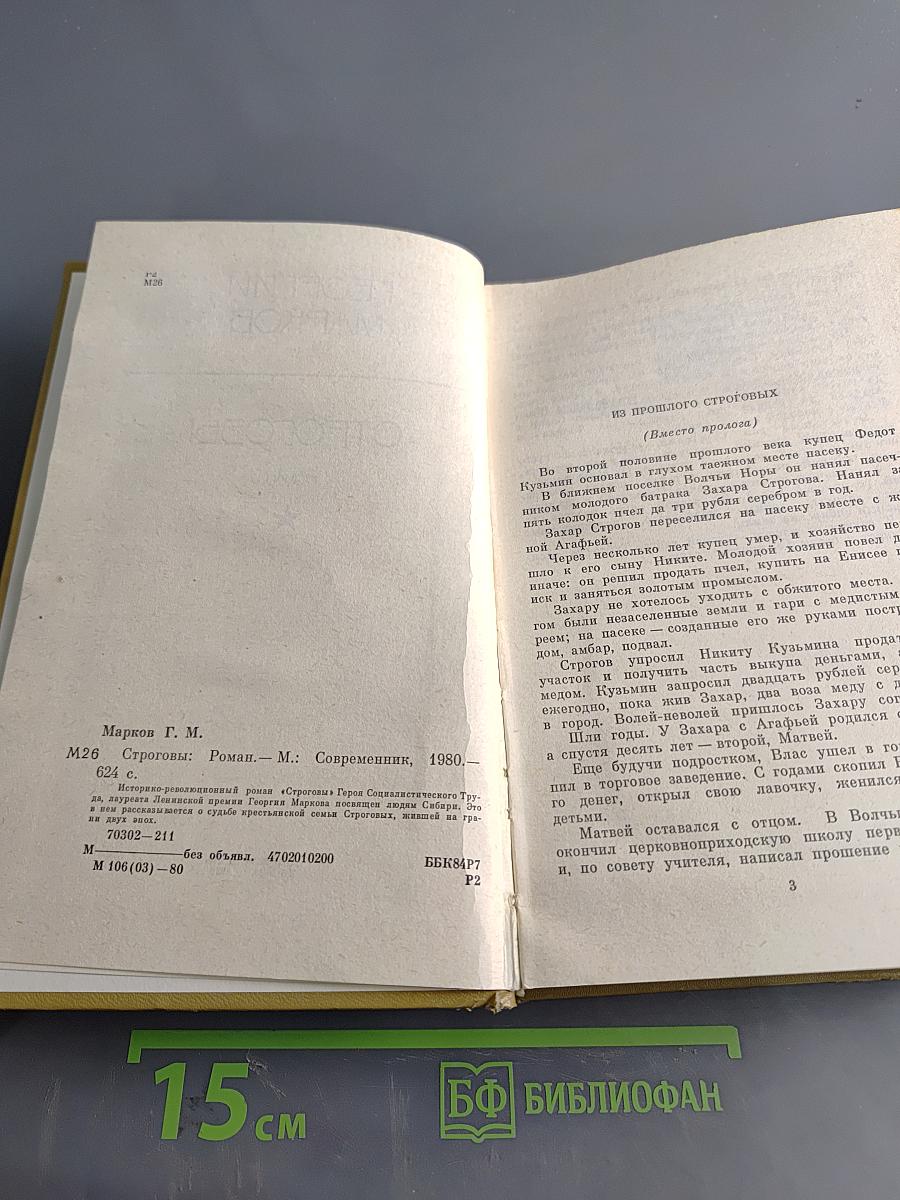 Р2
М26
Марков Г. М.
М26 Строговы: Роман.— М.: Современник, 1980.—
624 с.
Историко-революционный роман «Строговы» Героя Социалистического Тру-
да, лауреата Ленинской премии Георгия Маркова посвящен людям Сибири. Это
в нем рассказывается о судьбе крестьянской семьи Строговых, жившей на гра-
ни двух эпох.
70302—211
М————без объявл. 4702010200
М 106(03)—80
ББК84Р7
Р2
ИЗ ПРОШЛОГО СТРОГОВЫХ
(Вместо пролога)
Во второй половине прошлого века купец Федот
Кузьмин основал в глухом таежном месте пасеку.
В ближнем поселке Волчьи Норы он нанял пасеч-
ником молодого батрака Захара Строгова. Нанял за
пять колодок пчел да три рубля серебром в год.
Захар Строгов переселился на пасеку вместе с ж
ной Агафьей.
Через несколько лет купец умер, и хозяйство пе
шло к его сыну Никите. Молодой хозяин повел д
иначе: он решил продать пчел, купить на Енисее п
иск и заняться золотым промыслом.
Захару не хотелось уходить с обжитого места.
гом были незаселенные земли и гари с медистым
реем; на пасеке — созданные его же руками постр
дом, амбар, подвал.
Строгов упросил Никиту Кузьмина продат
участок и получить часть выкупа деньгами, а
медом. Кузьмин запросил двадцать рублей сер
ежегодно, пока жив Захар, два воза меду с д
в город. Волей-неволей пришлось Захару сог
Шли годы. У Захара с Агафьей родился с
а спустя десять лет — второй, Матвей.
Еще будучи подростком, Влас ушел в гор
пил в торговое заведение. С годами скопил В
го денег, открыл свою лавочку, женился
детьми.
Матвей оставался с отцом. В Волчьи
окончил церковноприходскую школу перв
и, по совету учителя, написал прошение
3
15 см
БФ БИБЛИОФАН